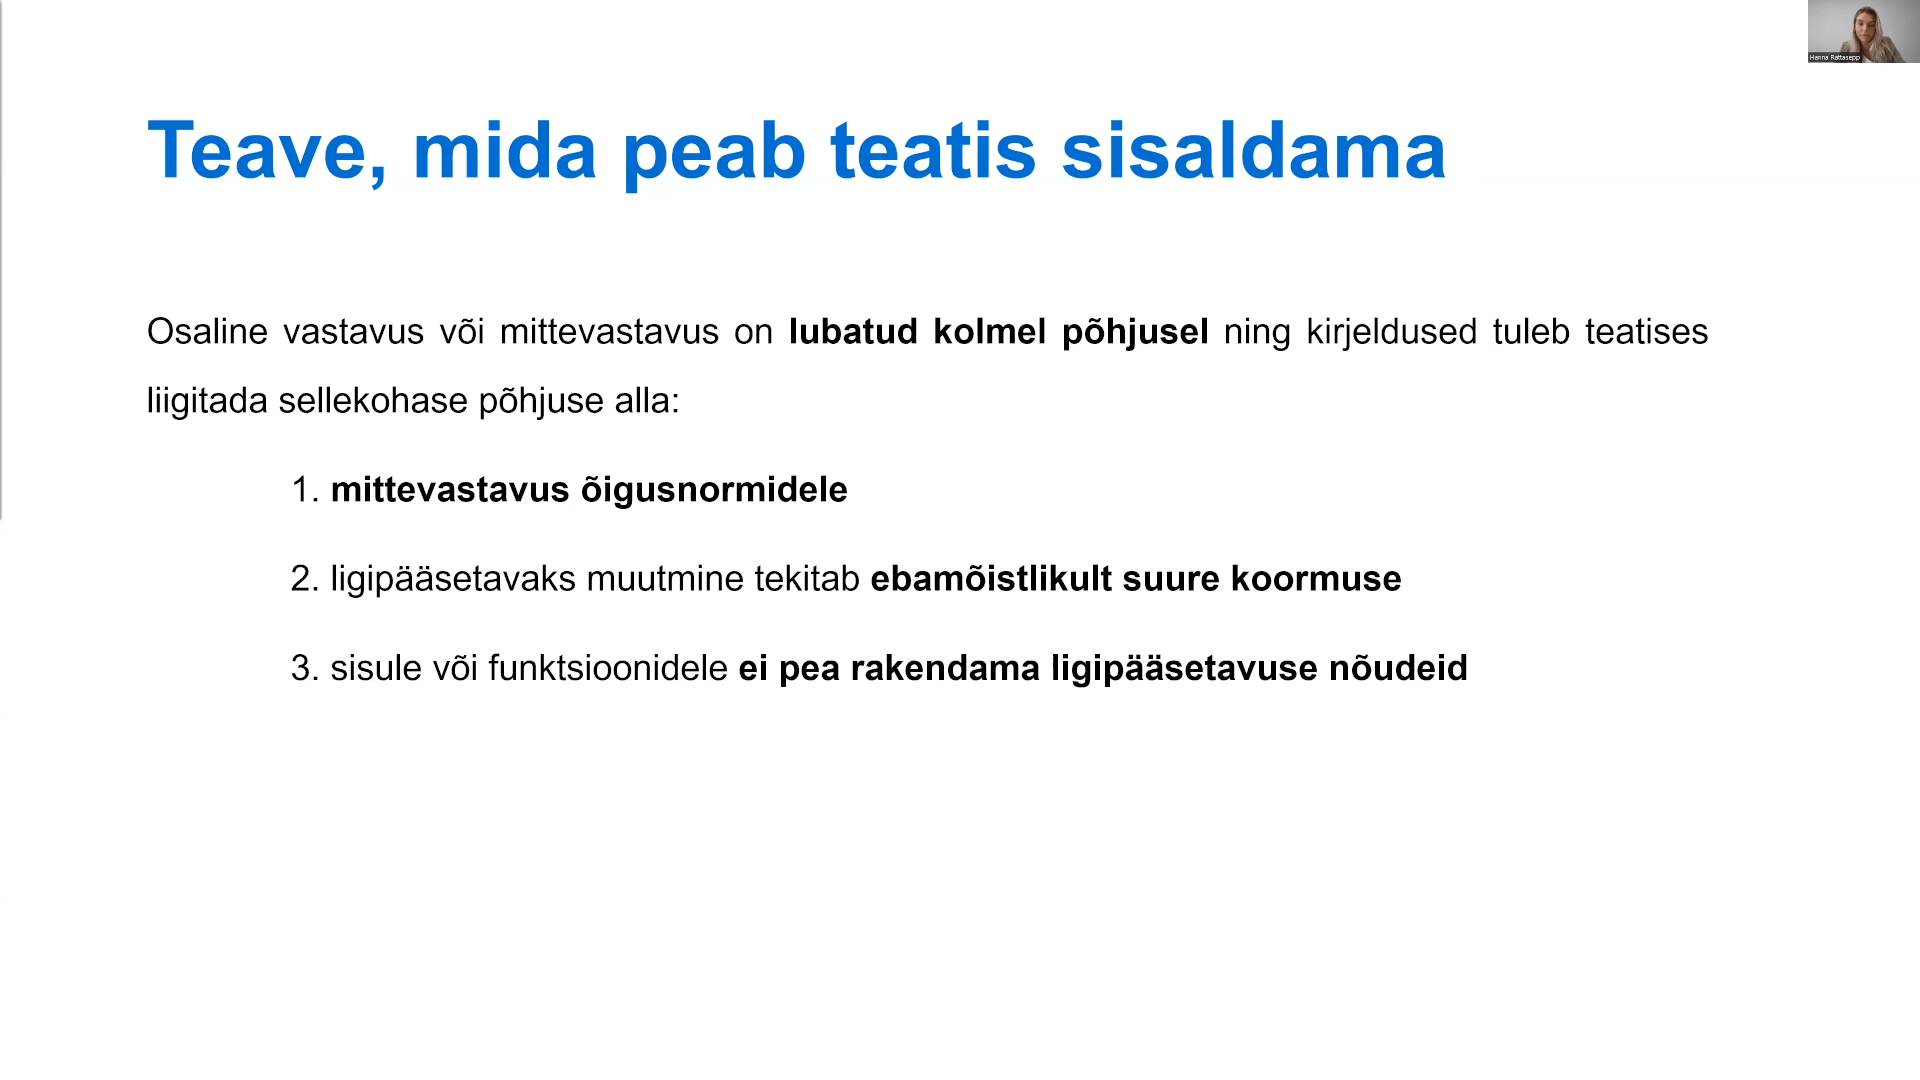 Hanna Rattasepp
Teave, mida peab teatis sisaldama
Osaline vastavus või mittevastavus on lubatud kolmel põhjusel ning kirjeldused tuleb teatises
liigitada sellekohase põhjuse alla:
1. mittevastavus õigusnormidele
2. ligipääsetavaks muutmine tekitab ebamõistlikult suure koormuse
3. sisule või funktsioonidele ei pea rakendama ligipääsetavuse nõudeid